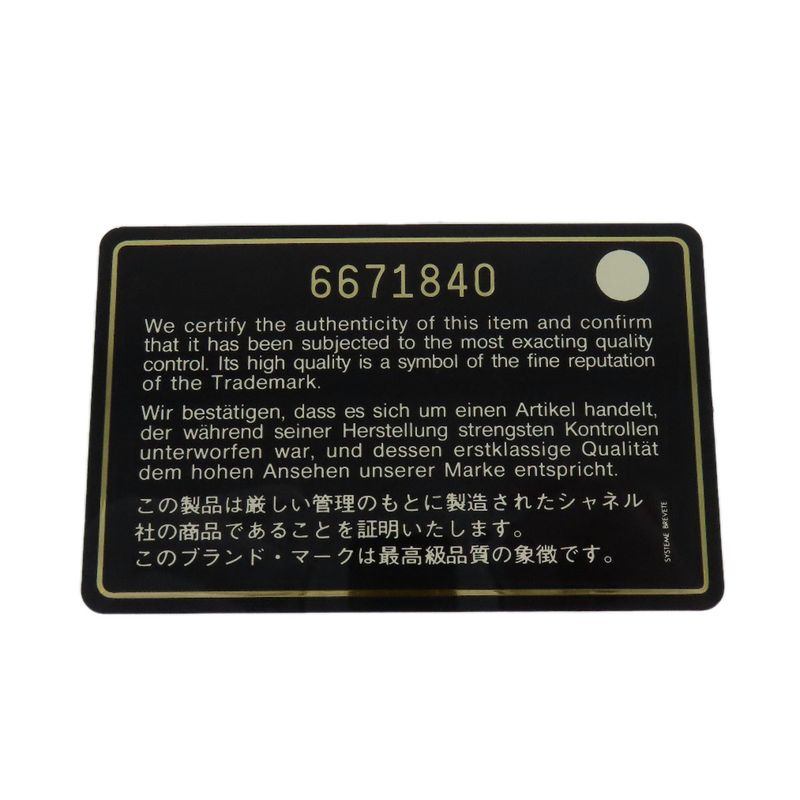 6671840
We certify the authenticity of this item and confirm
that it has been subjected to the most exacting quality
control. Its high quality is a symbol of the fine reputation
of the Trademark.
Wir bestätigen, dass es sich um einen Artikel handelt,
der während seiner Herstellung strengsten Kontrollen
unterworfen war, und dessen erstklassige Qualität
dem hohen Ansehen unserer Marke entspricht.
この製品は厳しい管理のもとに製造されたシャネル
社の商品であることを証明いたします。
このブランド・マークは最高級品質の象徴です。
SYSTEME BREVETE